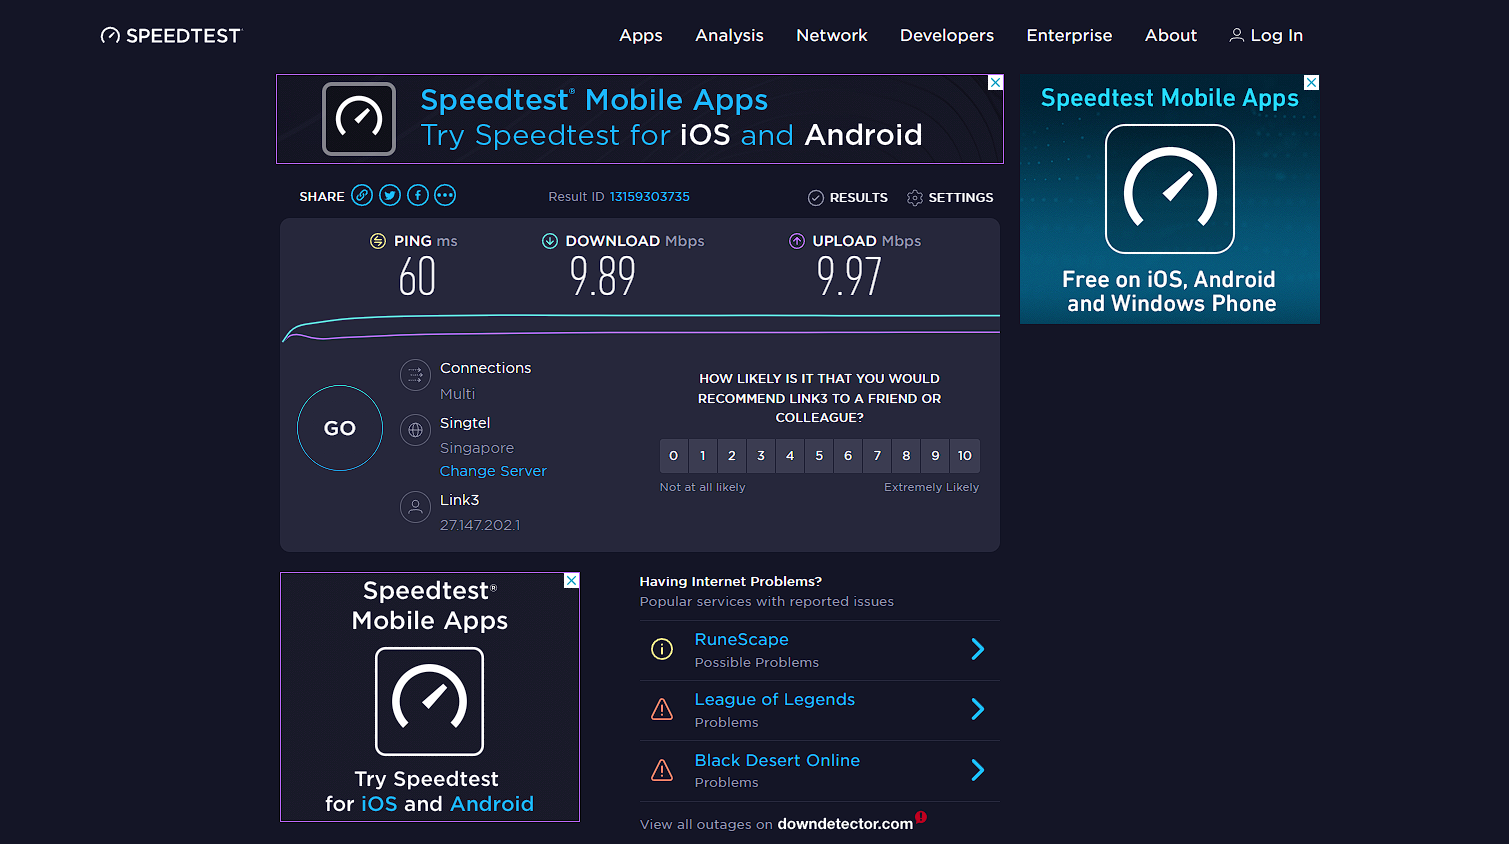 SPEEDTEST
Apps Analysis Network Developers Enterprise About Log In
Speedtest® Mobile Apps
Try Speedtest for iOS and Android
Speedtest Mobile Apps
Free on iOS, Android
and Windows Phone
SHARE Result ID 13159303735 RESULTS SETTINGS
PING ms DOWNLOAD Mbps UPLOAD Mbps
60 9.89 9.97
GO
Connections
Multi
Singtel
Singapore
Change Server
Link3
27.147.202.1
HOW LIKELY IS IT THAT YOU WOULD
RECOMMEND LINK3 TO A FRIEND OR
COLLEAGUE?
0 1 2 3 4 5 6 7 8 9 10
Not at all likely Extremely Likely
Speedtest®
Mobile Apps
Try Speedtest
for iOS and Android
Having Internet Problems?
Popular services with reported issues
RuneScape
Possible Problems
League of Legends
Problems
Black Desert Online
Problems
View all outages on downdetector.com